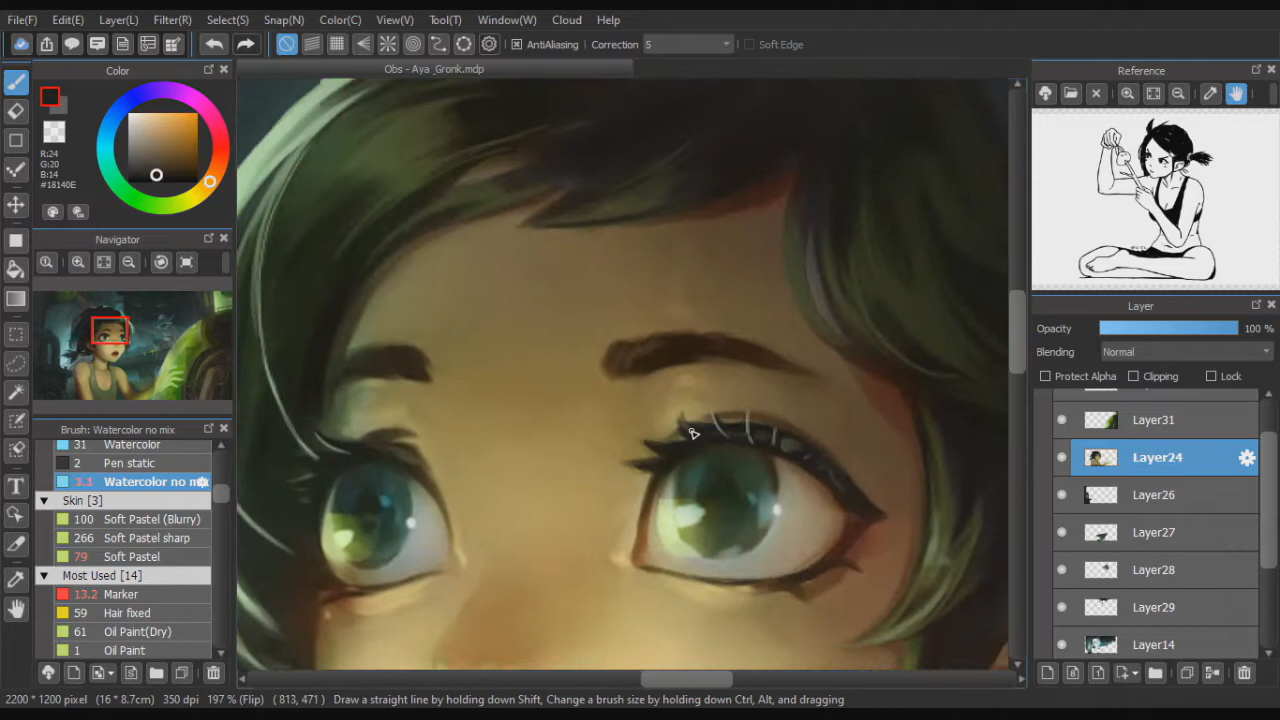 File(F) Edit(E) Layer(L) Filter(R) Select(S) Snap(N) Color(C) View(V) Tool(T) Window(W) Cloud Help
AntiAliasing Correction 5 Soft Edge
Color
R:24
G:20
B:14
#18140E
Navigator
Brush: Watercolor no mix
31 Watercolor
2 Pen static
3.1 Watercolor no m
Skin [3]
100 Soft Pastel (Blurry)
266 Soft Pastel sharp
79 Soft Pastel
Most Used [14]
13.2 Marker
59 Hair fixed
61 Oil Paint(Dry)
1 Oil Paint
Obs - Aya_Gronk.mdp
Reference
Layer
Opacity 100 %
Blending Normal
Protect Alpha Clipping Lock
Layer31
Layer24
Layer26
Layer27
Layer28
Layer29
Layer14
2200 * 1200 pixel (16 * 8.7cm) 350 dpi 197 % (Flip) ( 813, 471 ) Draw a straight line by holding down Shift, Change a brush size by holding down Ctrl, Alt, and dragging